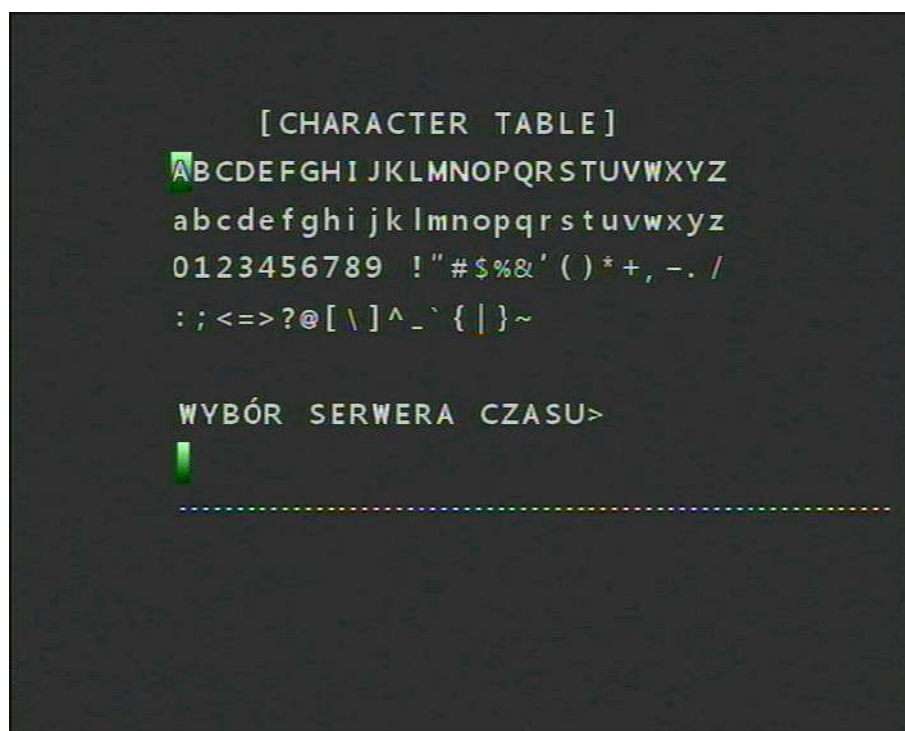 [CHARACTER TABLE]
ABCDEFGHIJKLMNOPQRSTUVWXYZ
abcdefghijklmnopqrstuvwxyz
0123456789 !"#$%&'()*+,-./
:;<=>?@[\]^_`{|}~
WYBÓR SERWERA CZASU>